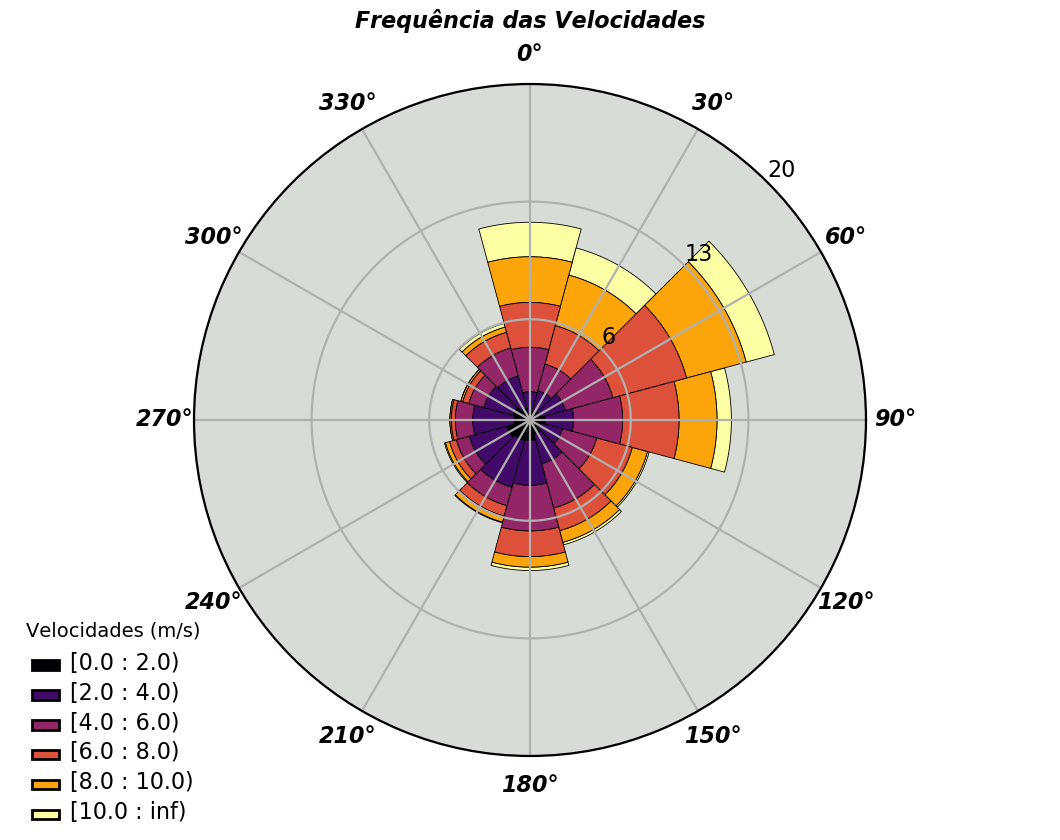 Frequência das Velocidades
0°
330°
30°
20
300°
60°
13
6
270°
90°
240°
120°
210°
150°
180°
Velocidades (m/s)
[0.0 : 2.0)
[2.0 : 4.0)
[4.0 : 6.0)
[6.0 : 8.0)
[8.0 : 10.0)
[10.0 : inf)